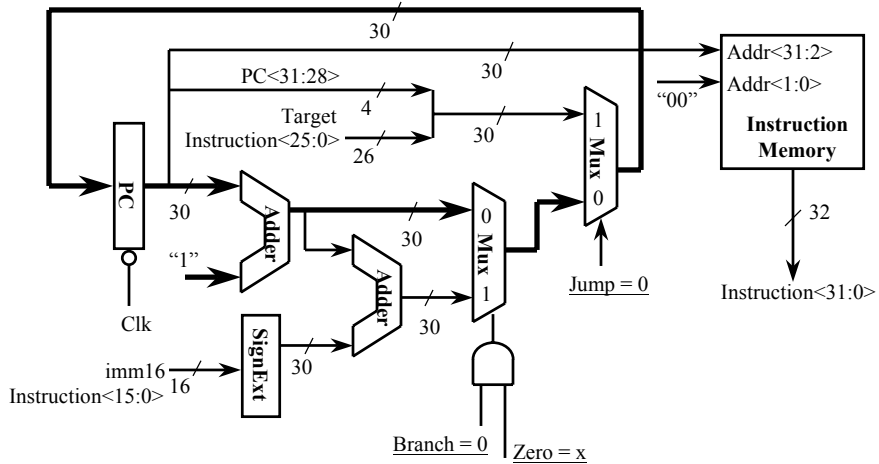 30
30
Addr<31:2>
PC<31:28>
4
“00”
Addr<1:0>
Target
Instruction<25:0>
26
30
1
Mux
0
Instruction
Memory
PC
30
Adder
0
Mux
1
30
32
“1”
Adder
30
Jump = 0
Instruction<31:0>
Clk
SignExt
30
imm16
16
Instruction<15:0>
Branch = 0
Zero = x